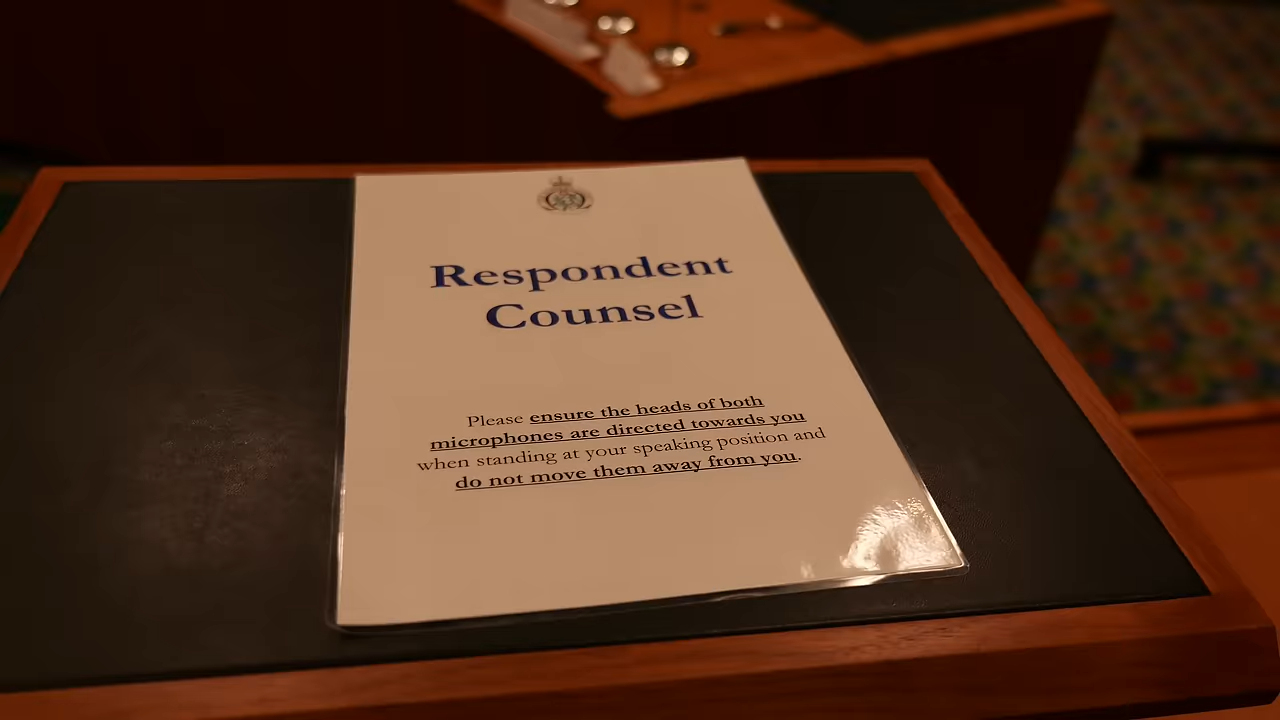 Respondent
Counsel
Please ensure the heads of both
microphones are directed towards you
when standing at your speaking position and
do not move them away from you.